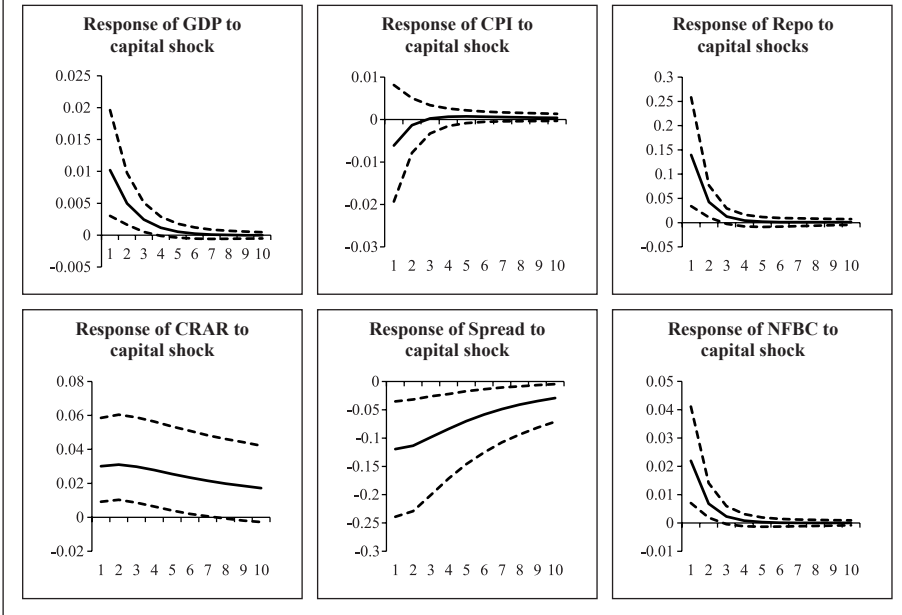 Response of GDP to
capital shock
0.025
0.02
0.015
0.01
0.005
0
-0.005
1 2 3 4 5 6 7 8 9 10
Response of CPI to
capital shock
0.01
0
-0.01
-0.02
-0.03
1 2 3 4 5 6 7 8 9 10
Response of Repo to
capital shocks
0.3
0.25
0.2
0.15
0.1
0.05
0
-0.05
1 2 3 4 5 6 7 8 9 10
Response of CRAR to
capital shock
0.08
0.06
0.04
0.02
0
-0.02
1 2 3 4 5 6 7 8 9 10
Response of Spread to
capital shock
0
-0.05
-0.1
-0.15
-0.2
-0.25
-0.3
1 2 3 4 5 6 7 8 9 10
Response of NFBC to
capital shock
0.05
0.04
0.03
0.02
0.01
0
-0.01
1 2 3 4 5 6 7 8 9 10